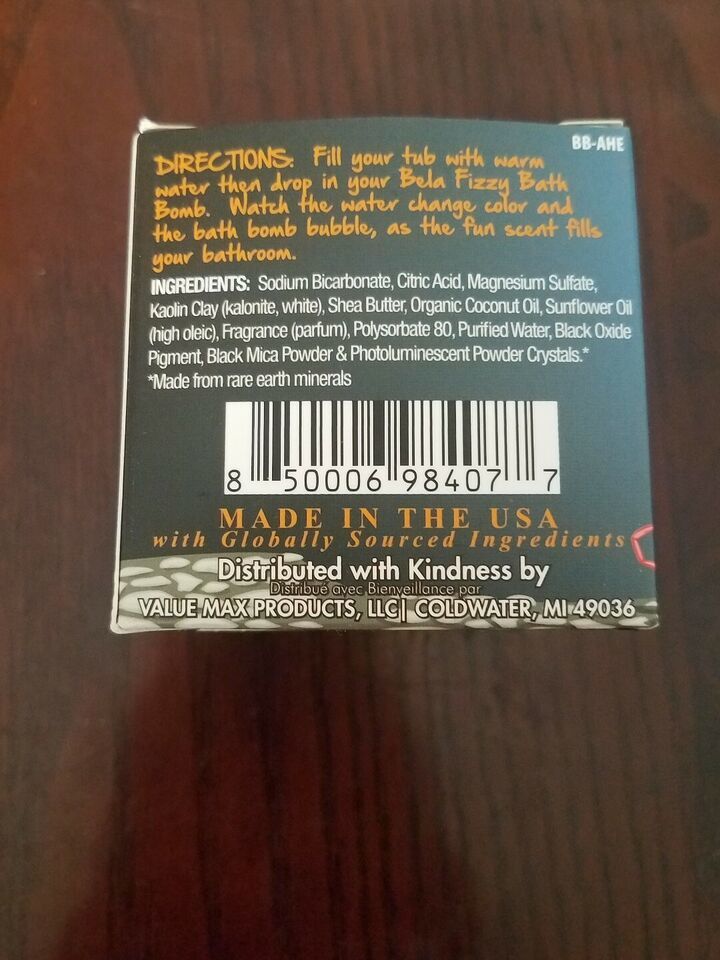 BB-AHE
DIRECTIONS: Fill your tub with warm
water then drop in your Bela Fizzy Bath
Bomb. Watch the water change color and
the bath bomb bubble, as the fun scent fills
your bathroom.
INGREDIENTS: Sodium Bicarbonate, Citric Acid, Magnesium Sulfate,
Kaolin Clay (kalonite, white), Shea Butter, Organic Coconut Oil, Sunflower Oil
(high oleic), Fragrance (parfum), Polysorbate 80, Purified Water, Black Oxide
Pigment, Black Mica Powder & Photoluminescent Powder Crystals.*
*Made from rare earth minerals
8 50006 98407 7
MADE IN THE USA
with Globally Sourced Ingredients
Distributed with Kindness by
Distribué avec Bienveillance par
VALUE MAX PRODUCTS, LLC| COLDWATER, MI 49036